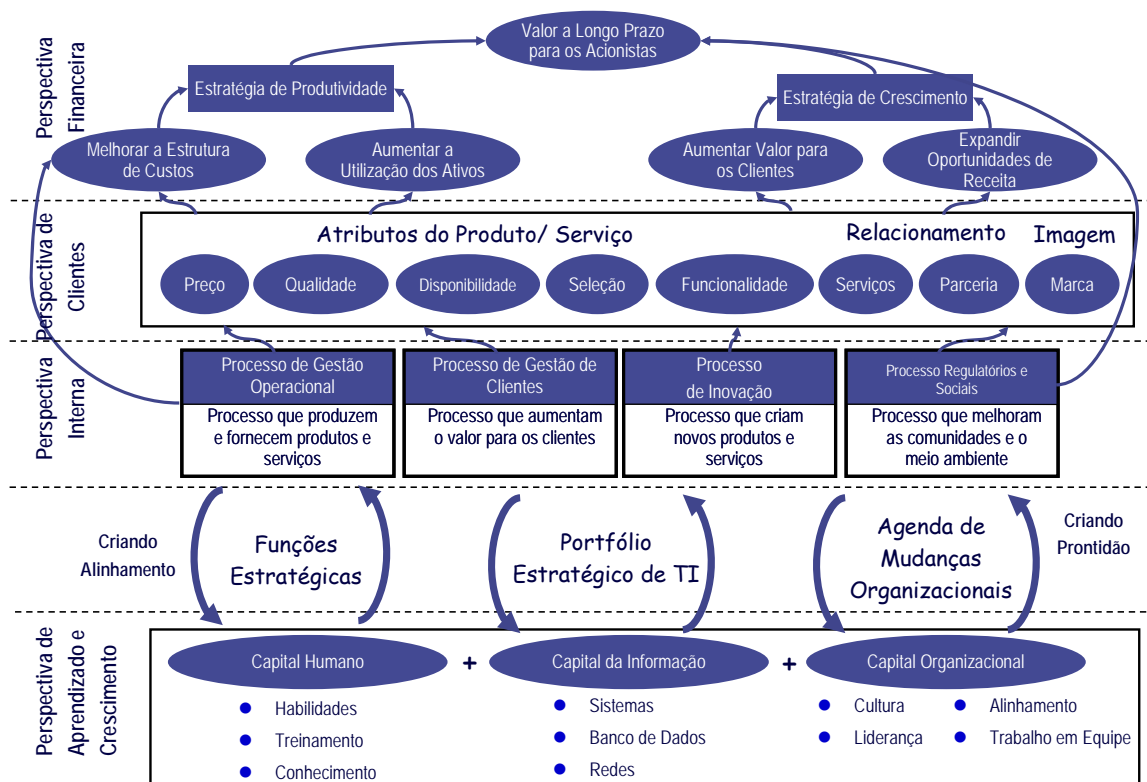 Perspectiva
Financeira
Valor a Longo Prazo
para os Acionistas
Estratégia de Produtividade
Estratégia de Crescimento
Melhorar a Estrutura
de Custos
Aumentar a
Utilização dos Ativos
Aumentar Valor para
os Clientes
Expandir
Oportunidades de
Receita
Perspectiva de
Clientes
Atributos do Produto/ Serviço
Relacionamento
Imagem
Preço
Qualidade
Disponibilidade
Seleção
Funcionalidade
Serviços
Parceria
Marca
Perspectiva
Interna
Processo de Gestão
Operacional
Processo que produzem
e fornecem produtos e
serviços
Processo de Gestão
de Clientes
Processo que aumentam
o valor para os clientes
Processo
de Inovação
Processo que criam
novos produtos e
serviços
Processo Regulatórios e
Sociais
Processo que melhoram
as comunidades e o
meio ambiente
Criando
Alinhamento
Funções
Estratégicas
Portfólio
Estratégico de TI
Agenda de
Mudanças
Organizacionais
Criando
Prontidão
Perspectiva de
Aprendizado e
Crescimento
Capital Humano
+
Capital da Informação
+
Capital Organizacional
Habilidades
Treinamento
Conhecimento
Sistemas
Banco de Dados
Redes
Cultura
Liderança
Alinhamento
Trabalho em Equipe